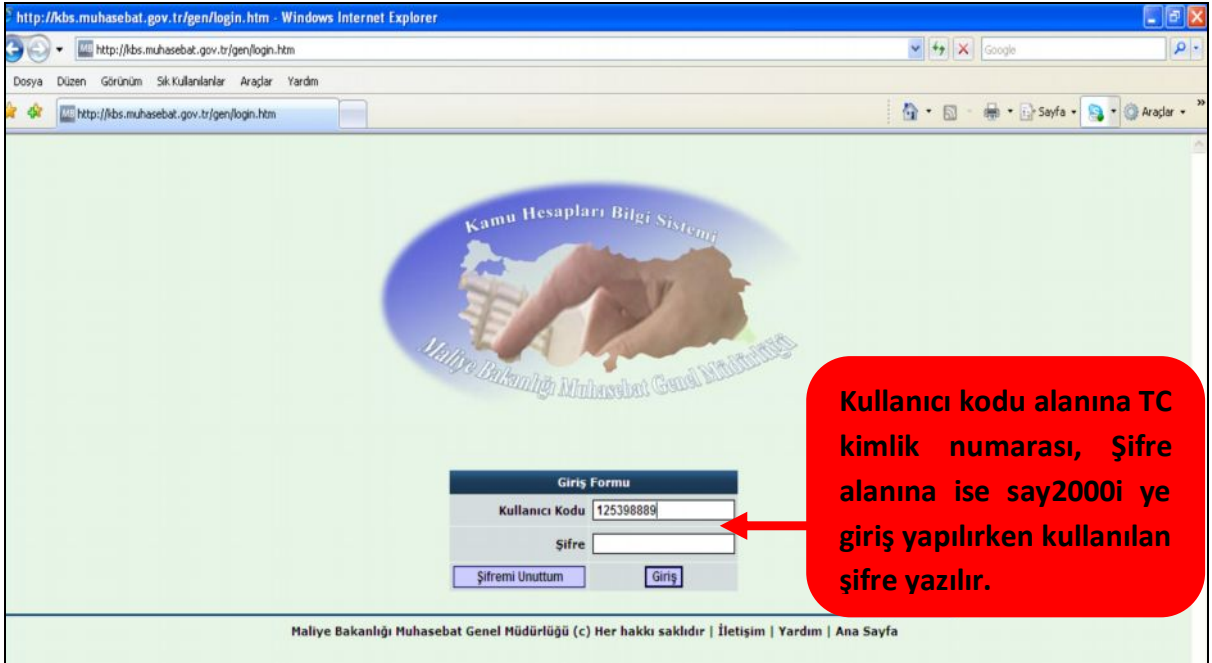 http://kbs.muhasebat.gov.tr/gen/login.htm - Windows Internet Explorer
http://kbs.muhasebat.gov.tr/gen/login.htm
Google
Dosya Düzen Görünüm Sık Kullanılanlar Araçlar Yardım
http://kbs.muhasebat.gov.tr/gen/login.htm
Sayfa Araçlar »
Kamu Hesapları Bilgi Sistemi
Maliye Bakanlığı Muhasebat Genel Müdürlüğü
Kullanıcı kodu alanına TC
kimlik numarası, Şifre
alanına ise say2000i ye
giriş yapılırken kullanılan
şifre yazılır.
Giriş Formu
Kullanıcı Kodu 125398889
Şifre
Şifremi Unuttum Giriş
Maliye Bakanlığı Muhasebat Genel Müdürlüğü (c) Her hakkı saklıdır | İletişim | Yardım | Ana Sayfa